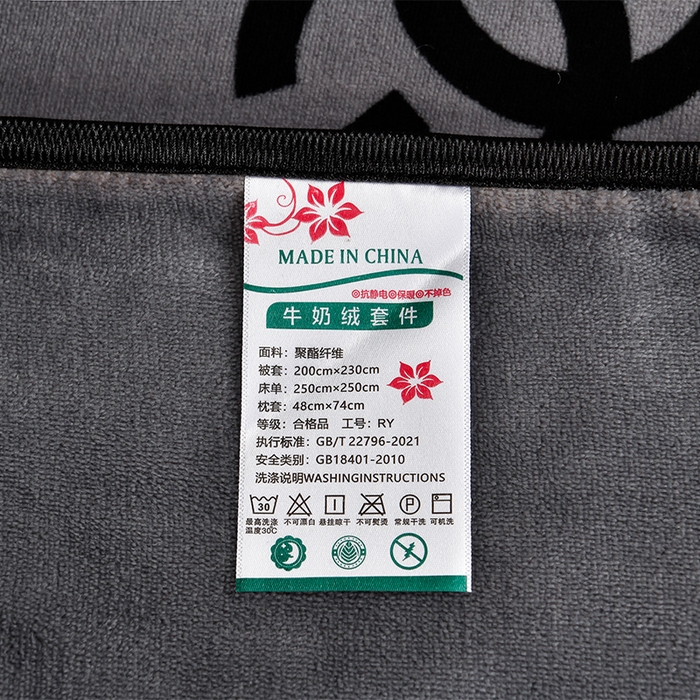 MADE IN CHINA
◎抗静电◎保暖◎不掉色
牛奶绒套件
面料：聚酯纤维
被套：200cm×230cm
床单：250cm×250cm
枕套：48cm×74cm
等级：合格品 工号：RY
执行标准：GB/T 22796-2021
安全类别：GB18401-2010
洗涤说明WASHINGINSTRUCTIONS
30 P
最高洗涤温度30C 不可漂白 悬挂晾干 不可熨烫 常规干洗 可机洗